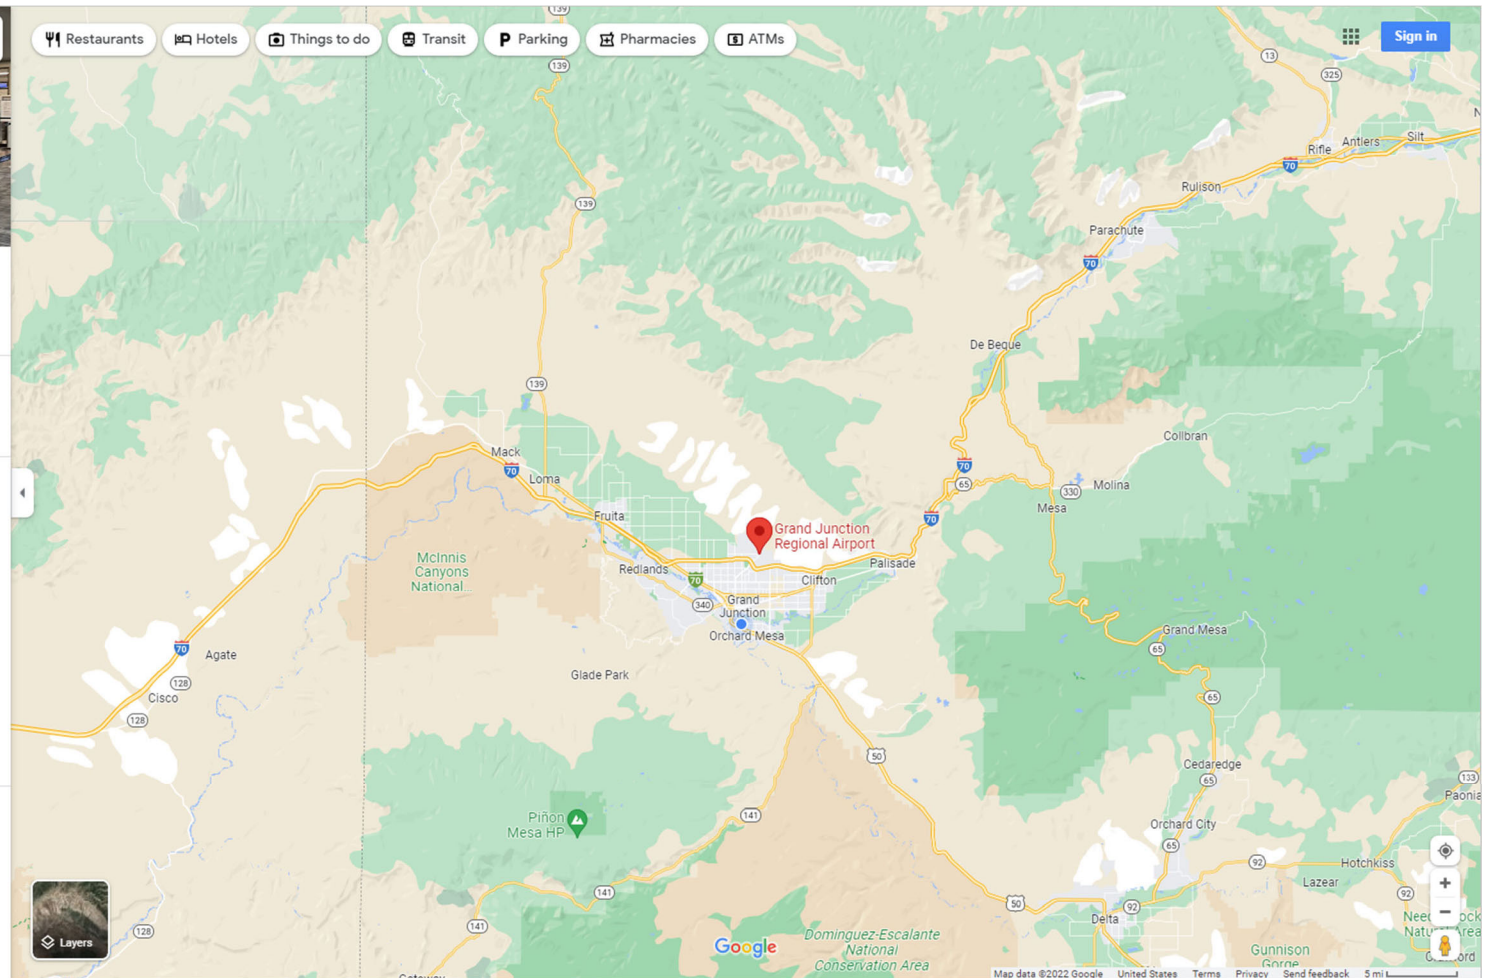 139
Restaurants
Hotels
Things to do
Transit
Parking
Pharmacies
ATMs
Sign in
13
139
325
Antlers
Silt
Rifle
70
Rulison
139
Parachute
70
De Beque
139
Collbran
Mack
70
70
Loma
65
330
Molina
Mesa
Fruita
70
Grand Junction
Regional Airport
McInnis
Canyons
National...
Redlands
70
Clifton
Palisade
340
Grand
Junction
Orchard Mesa
Grand Mesa
65
70
Agate
Glade Park
128
Cisco
65
128
50
Cedaredge
65
133
Paonia
Piñon
Mesa HP
141
Orchard City
65
92
Hotchkiss
Lazear
92
141
50
92
Delta
141
128
Layers
Google
Dominguez-Escalante
National
Conservation Area
Gunnison
Gorge
Map data ©2022 Google
United States
Terms
Privacy
Send feedback
5 mi